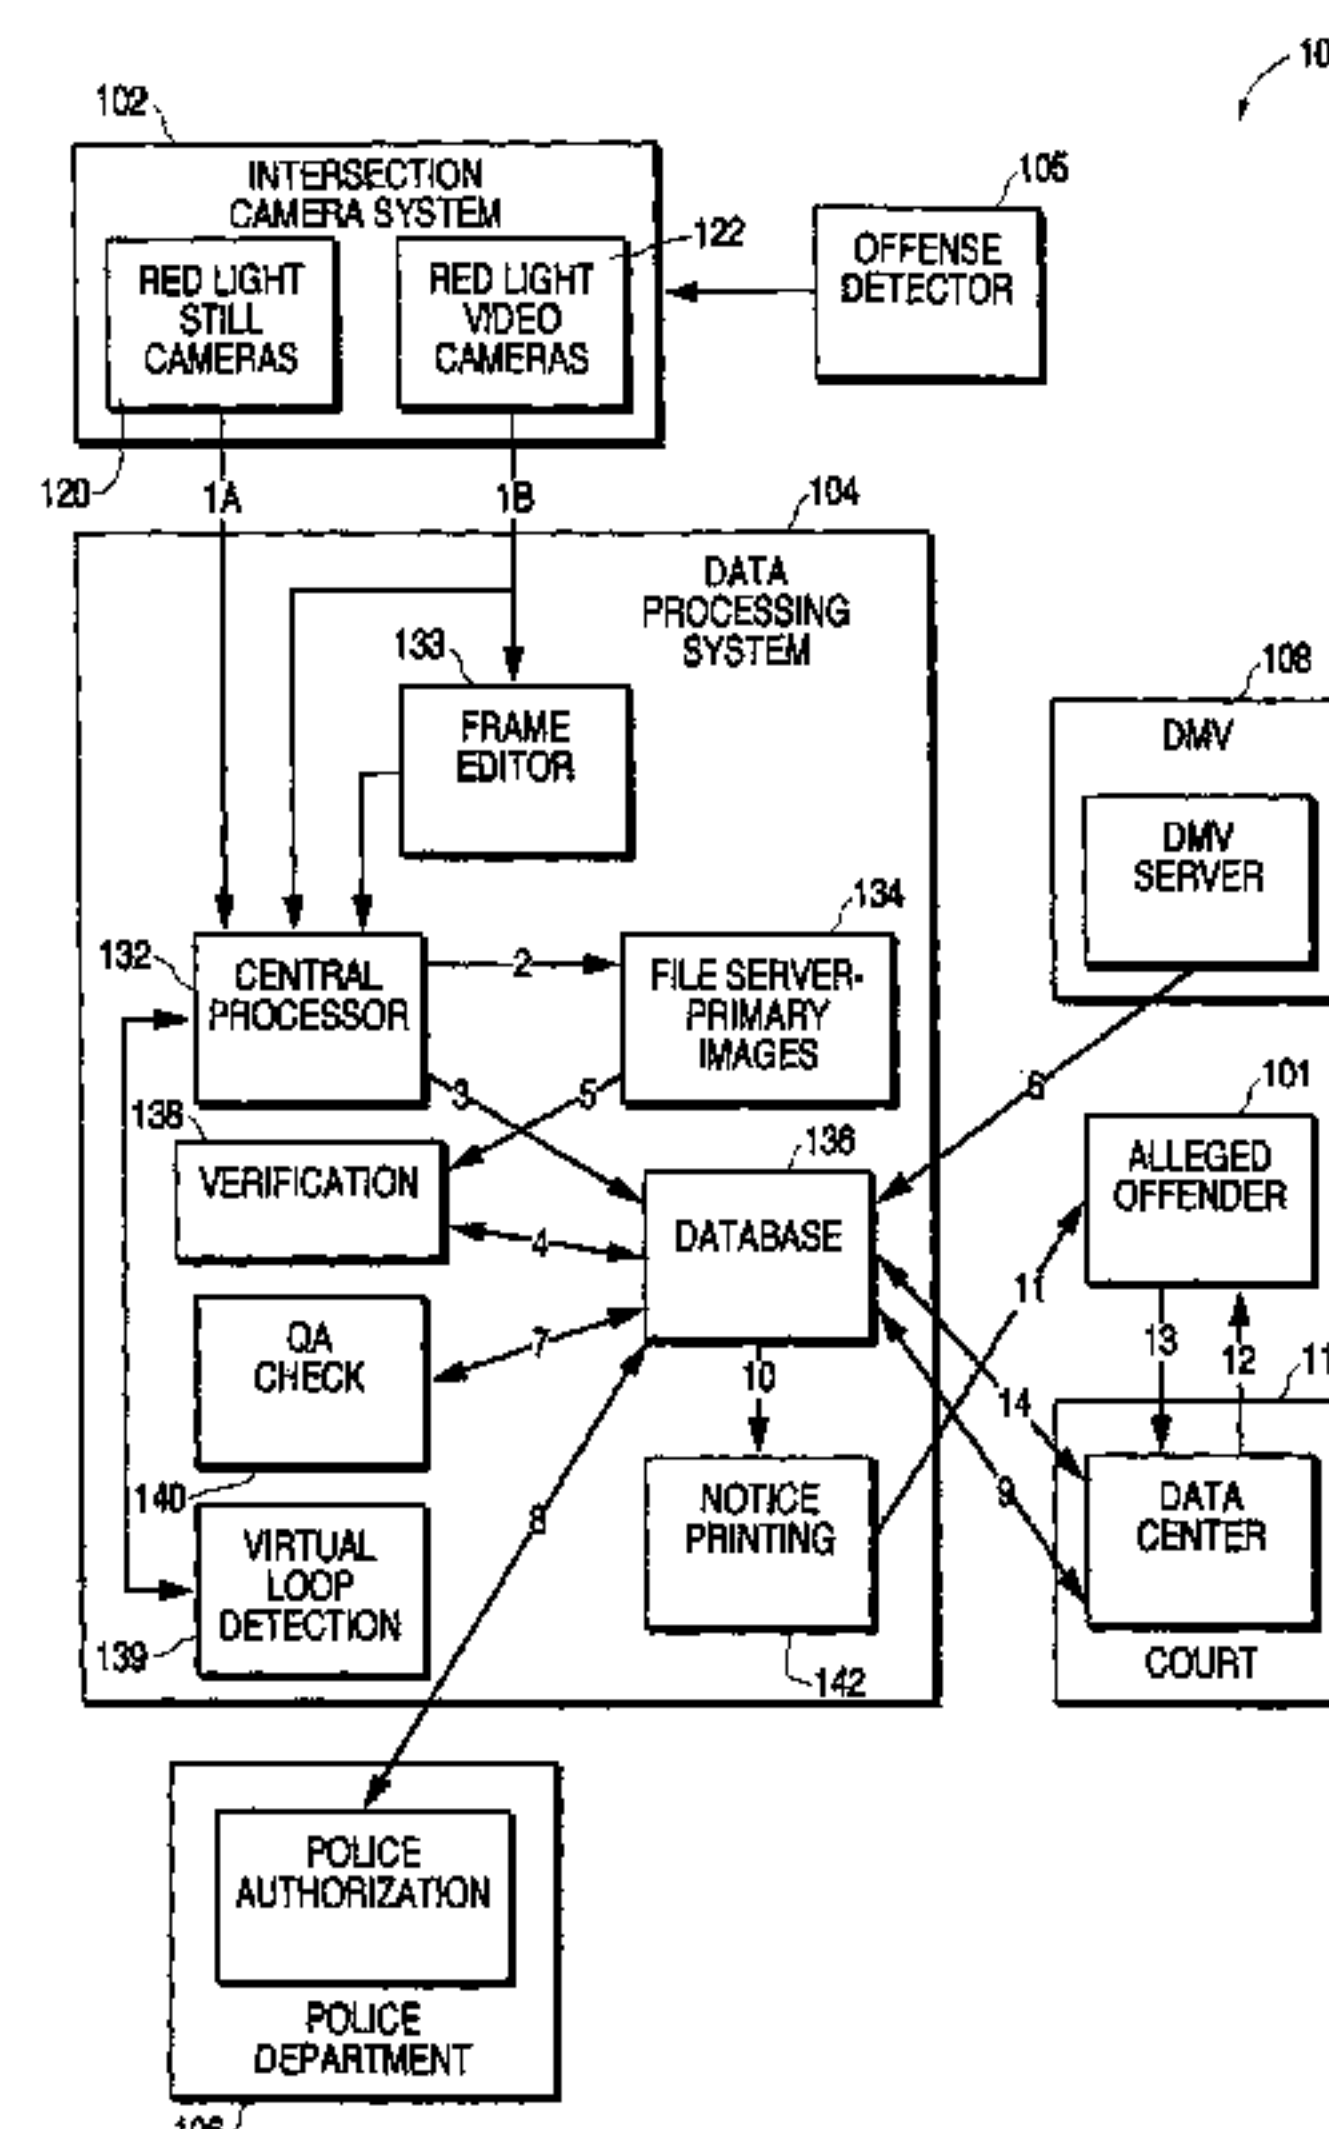 10
102
INTERSECTION
CAMERA SYSTEM
105
122
OFFENSE
DETECTOR
RED LIGHT
STILL
CAMERAS
RED LIGHT
VIDEO
CAMERAS
120
1A
1B
104
DATA
PROCESSING
SYSTEM
133
FRAME
EDITOR
108
DMV
DMV
SERVER
134
132
CENTRAL
PROCESSOR
2
FILE SERVER-
PRIMARY
IMAGES
3
5
6
101
138
VERIFICATION
136
ALLEGED
OFFENDER
4
DATABASE
11
QA
CHECK
7
10
13
12
11
14
140
8
9
NOTICE
PRINTING
DATA
CENTER
VIRTUAL
LOOP
DETECTION
139
142
COURT
POLICE
AUTHORIZATION
POLICE
DEPARTMENT
106